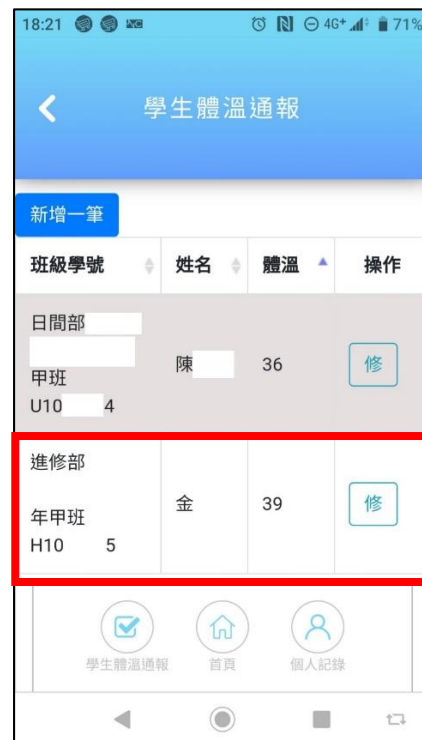 18:21 4G+ 71%
學生體溫通報
新增一筆
班級學號 姓名 體溫 操作
日間部
甲班
U10 4
陳
36
修
進修部
年甲班
H10 5
金
39
修
學生體溫通報 首頁 個人記錄